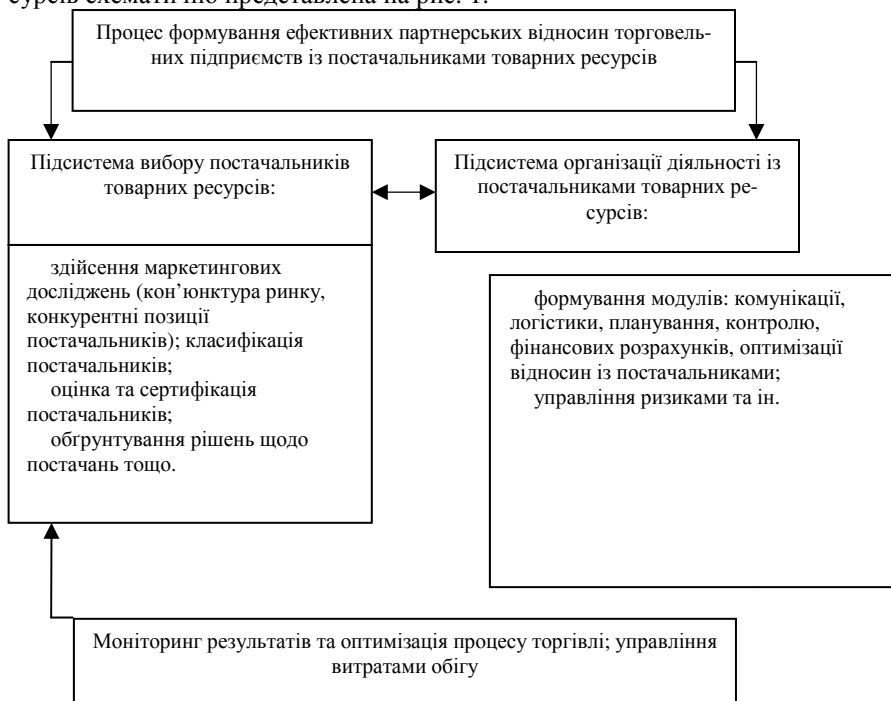 сурсів схематично представлена на рис. 1.
Процес формування ефективних партнерських відносин торговель-
них підприємств із постачальниками товарних ресурсів
Підсистема вибору постачальників
товарних ресурсів:
Підсистема організації діяльності із
постачальниками товарних ре-
сурсів:
здійсення маркетингових
досліджень (кон’юнктура ринку,
конкурентні позиції
постачальників); класифікація
постачальників;
оцінка та сертифікація
постачальників;
обґрунтування рішень щодо
постачань тощо.
формування модулів: комунікації,
логістики, планування, контролю,
фінансових розрахунків, оптимізації
відносин із постачальниками;
управління ризиками та ін.
Моніторинг результатів та оптимізація процесу торгівлі; управління
витратами обігу